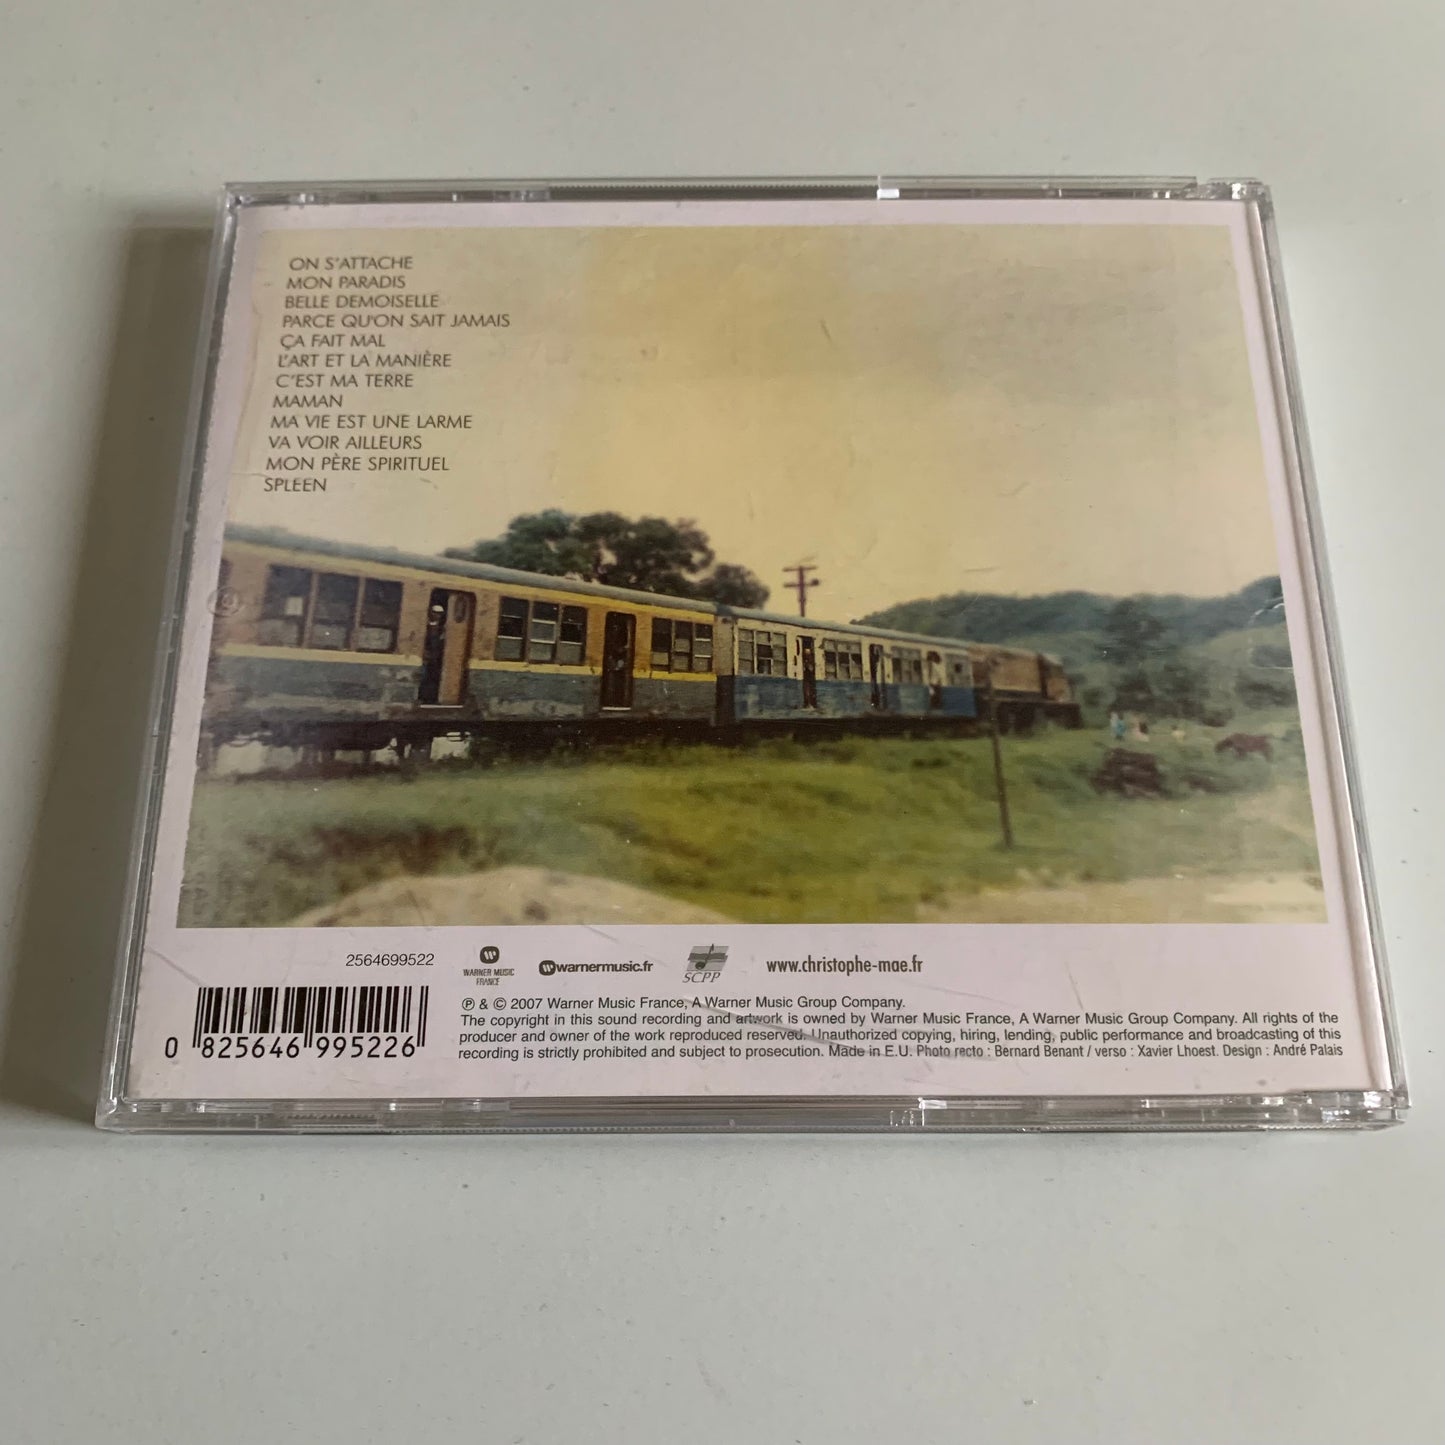 ON S'ATTACHE
MON PARADIS
BELLE DEMOISELLE
PARCE QU'ON SAIT JAMAIS
ÇA FAIT MAL
L'ART ET LA MANIÈRE
C'EST MA TERRE
MAMAN
MA VIE EST UNE LARME
VA VOIR AILLEURS
MON PÈRE SPIRITUEL
SPLEEN
2564699522
WARNER MUSIC
FRANCE
warnermusic.fr
SCPP
www.christophe-mae.fr
℗ & © 2007 Warner Music France, A Warner Music Group Company.
The copyright in this sound recording and artwork is owned by Warner Music France, A Warner Music Group Company. All rights of the
producer and owner of the work reproduced reserved. Unauthorized copying, hiring, lending, public performance and broadcasting of this
recording is strictly prohibited and subject to prosecution. Made in E.U. Photo recto : Bernard Benant / verso : Xavier Lhoest. Design : André Palais
0 825646 995226